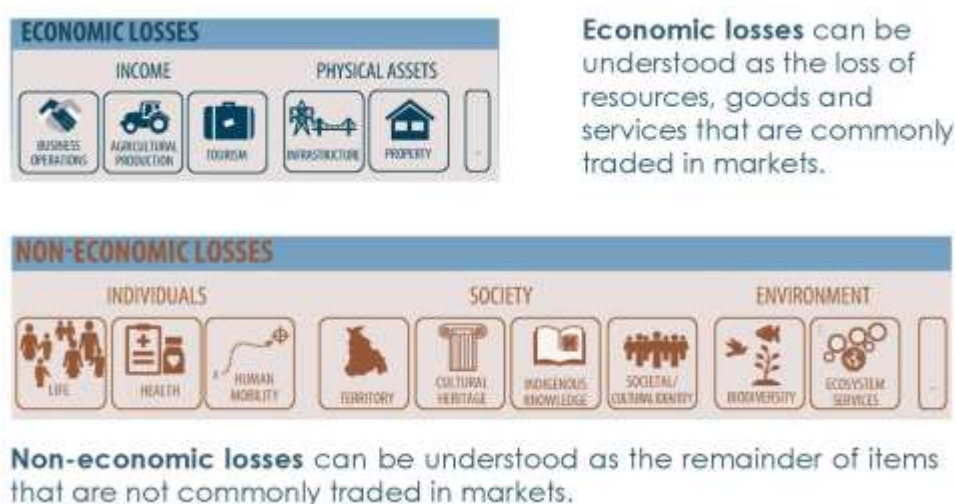 ECONOMIC LOSSES
INCOME PHYSICAL ASSETS
BUSINESS OPERATIONS
AGRICULTURAL PRODUCTION
TOURISM
INFRASTRUCTURE
PROPERTY
Economic losses can be
understood as the loss of
resources, goods and
services that are commonly
traded in markets.
NON-ECONOMIC LOSSES
INDIVIDUALS SOCIETY ENVIRONMENT
LIFE
HEALTH
HUMAN MOBILITY
TERRITORY
CULTURAL HERITAGE
INDIGENOUS KNOWLEDGE
SOCIETAL/ CULTURAL IDENTITY
BIODIVERSITY
ECOSYSTEM SERVICES
Non-economic losses can be understood as the remainder of items
that are not commonly traded in markets.